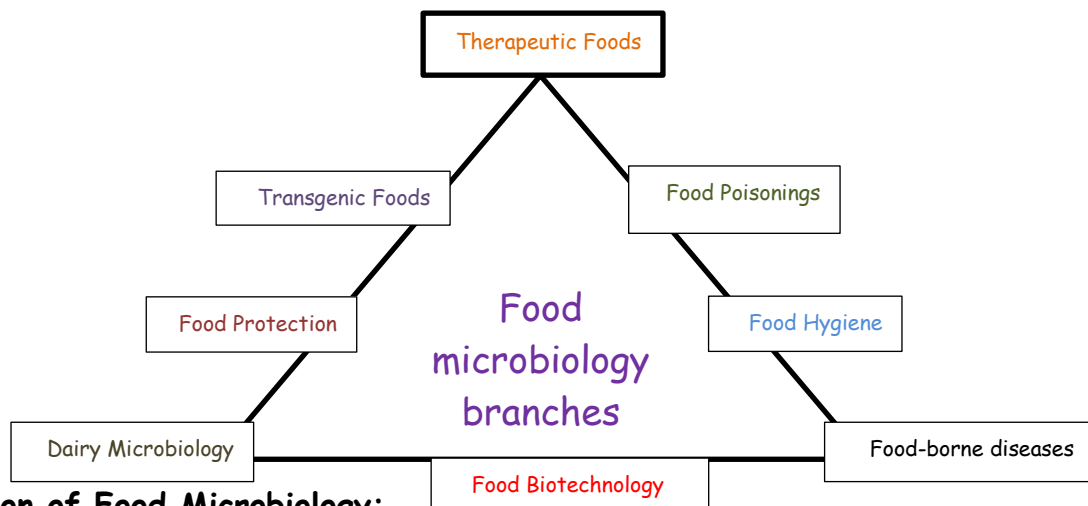 Therapeutic Foods
Transgenic Foods
Food Poisonings
Food
microbiology
branches
Food Protection
Food Hygiene
Dairy Microbiology
Food-borne diseases
Food Biotechnology
of Food Microbiology: